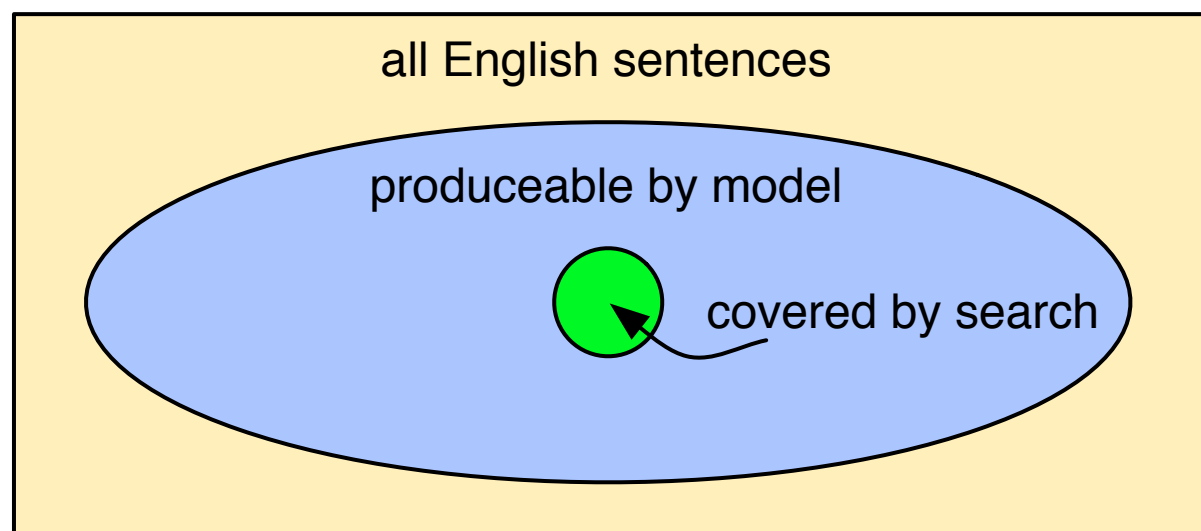 all English sentences
produceable by model
covered by search